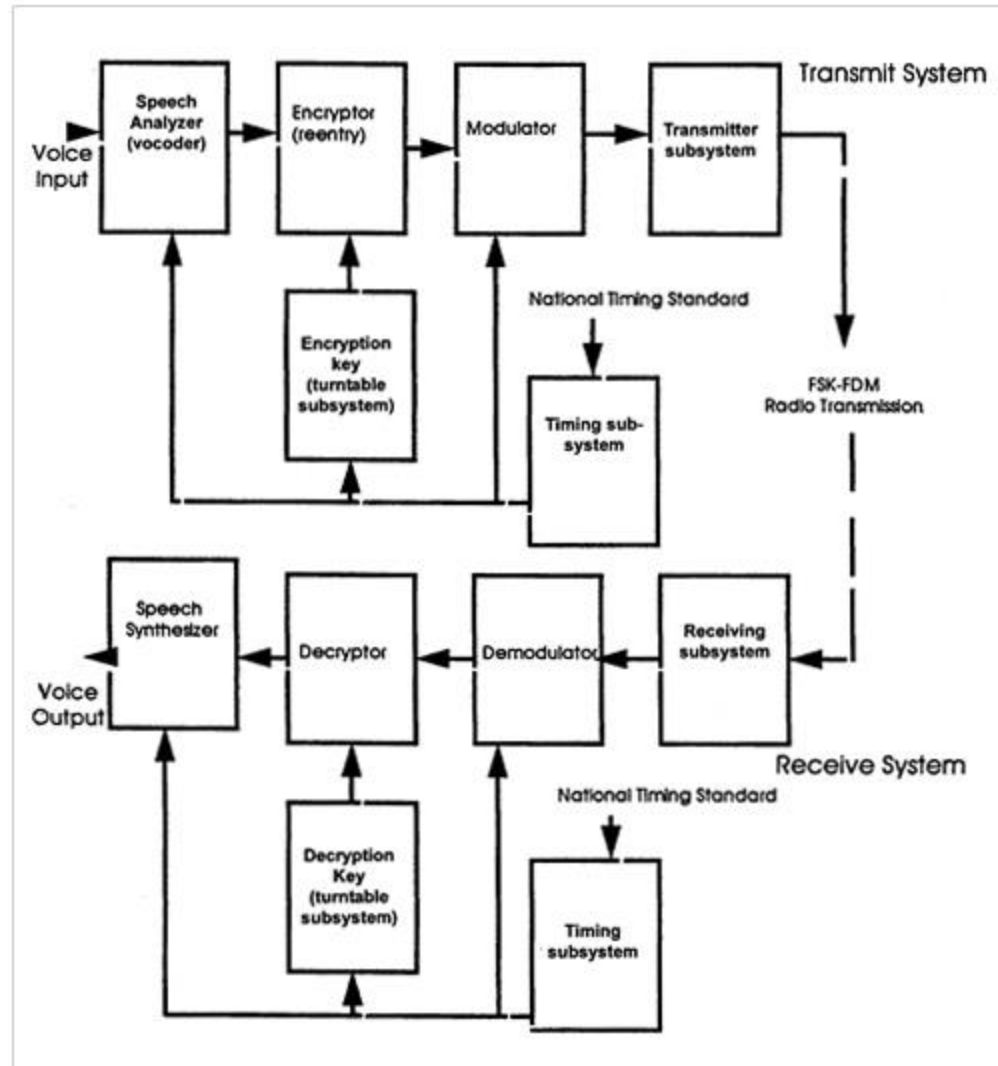 Transmit System
Voice
Input
Speech
Analyzer
(vocoder)
Encryptor
(reentry)
Modulator
Transmitter
subsystem
National Timing Standard
Encryption
key
(turntable
subsystem)
Timing sub-
system
FSK-FDM
Radio Transmission
Speech
Synthesizer
Decryptor
Demodulator
Receiving
subsystem
Voice
Output
Receive System
National Timing Standard
Decryption
Key
(turntable
subsystem)
Timing
subsystem